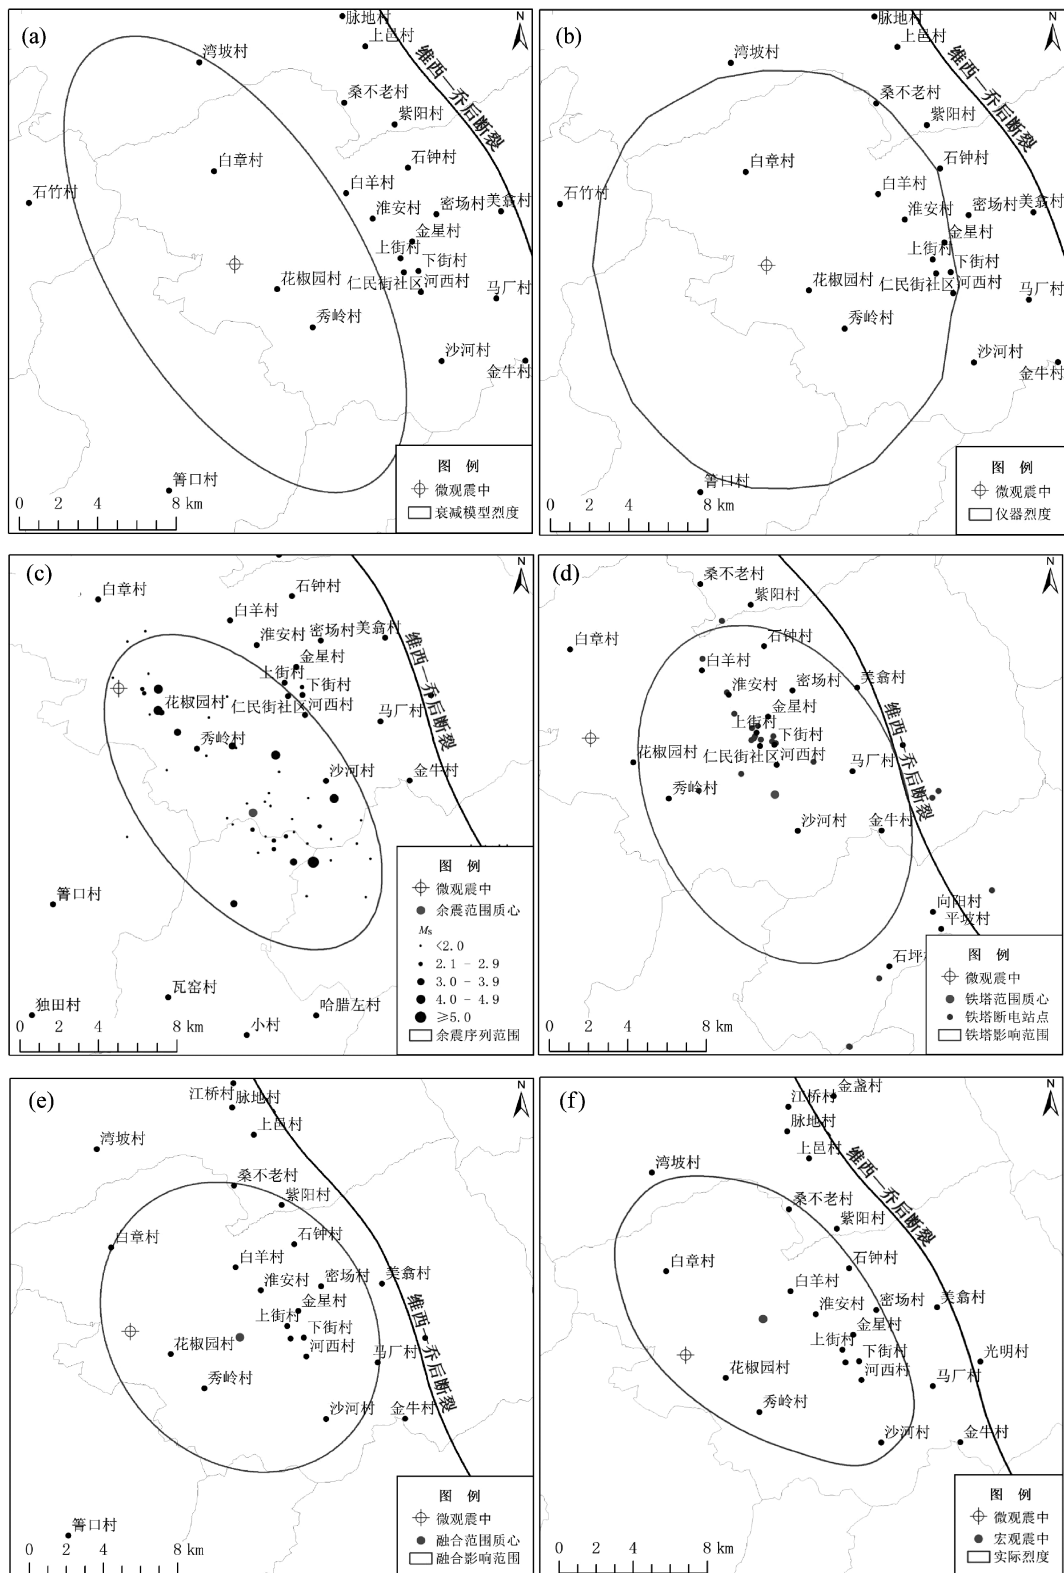 (a)
N
脉地村
上邑村
湾坡村
维西—乔后断裂
桑不老村
紫阳村
石钟村
白章村
白羊村
石竹村
淮安村
密场村
美翕村
金星村
上街村
下街村
花椒园村
仁民街社区
河西村
马厂村
秀岭村
沙河村
金牛村
箐口村
0 2 4 8 km
图 例
微观震中
衰减模型烈度
(b)
N
脉地村
上邑村
湾坡村
维西—乔后断裂
桑不老村
紫阳村
石钟村
白章村
白羊村
石竹村
淮安村
密场村
美翕村
金星村
上街村
下街村
花椒园村
仁民街社区
河西村
马厂村
秀岭村
沙河村
金牛村
箐口村
0 2 4 8 km
图 例
微观震中
仪器烈度
(c)
N
白章村
石钟村
白羊村
淮安村
密场村
美翕村
维西—乔后断裂
金星村
上街村
下街村
花椒园村
仁民街社区
河西村
马厂村
秀岭村
沙河村
金牛村
箐口村
瓦窑村
独田村
哈腊左村
小村
0 2 4 8 km
图 例
微观震中
余震范围质心
Ms
<2.0
2.1 - 2.9
3.0 - 3.9
4.0 - 4.9
≥5.0
余震序列范围
(d)
N
桑不老村
紫阳村
白章村
石钟村
白羊村
美翕村
淮安村
密场村
维西—乔后断裂
金星村
上街村
下街村
花椒园村
仁民街社区
河西村
马厂村
秀岭村
沙河村
金牛村
向阳村
平坡村
石坪
0 2 4 8 km
图 例
微观震中
铁塔范围质心
铁塔断电站点
铁塔影响范围
(e)
N
江桥村
脉地村
上邑村
湾坡村
桑不老村
紫阳村
白章村
石钟村
白羊村
淮安村
密场村
美翕村
维西—乔后断裂
金星村
上街村
下街村
花椒园村
河西村
马厂村
秀岭村
沙河村
金牛村
箐口村
0 2 4 8 km
图 例
微观震中
融合范围质心
融合影响范围
(f)
N
金盏村
江桥村
脉地村
上邑村
湾坡村
维西—乔后断裂
桑不老村
紫阳村
白章村
石钟村
白羊村
淮安村
密场村
美翕村
金星村
上街村
下街村
光明村
花椒园村
河西村
马厂村
秀岭村
沙河村
金牛村
0 2 4 8 km
图 例
微观震中
宏观震中
实际烈度